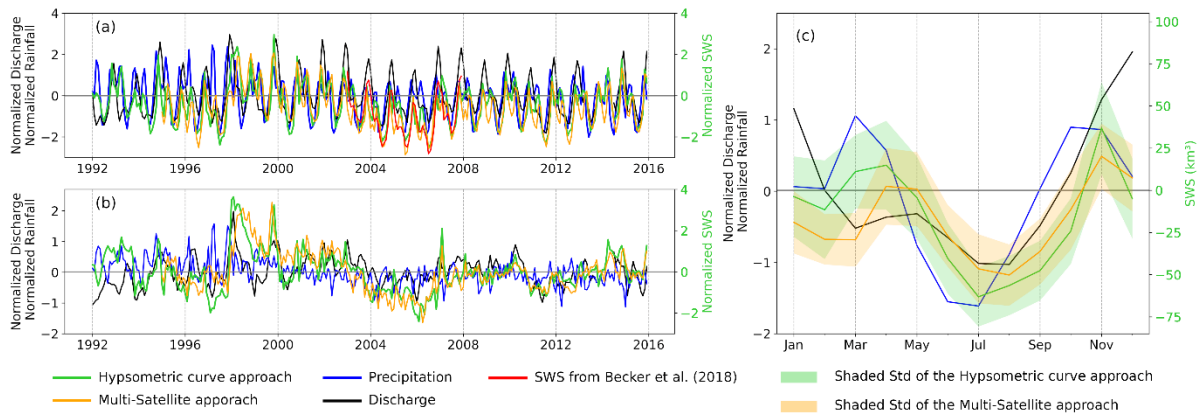 (a)
Normalized Discharge
Normalized Rainfall
4
2
0
−2
4
2
0
−2
Normalized SWS
1992 1996 2000 2004 2008 2012 2016
(b)
Normalized Discharge
Normalized Rainfall
2
1
0
−1
−2
4
2
0
−2
Normalized SWS
1992 1996 2000 2004 2008 2012 2016
Hypsometric curve approach
Precipitation
SWS from Becker et al. (2018)
Multi-Satellite apporach
Discharge
(c)
Normalized Discharge
Normalized Rainfall
2
1
0
−1
−2
100
75
50
25
0
−25
−50
−75
SWS (km³)
Jan Mar May Jul Sep Nov
Shaded Std of the Hypsometric curve approach
Shaded Std of the Multi-Satellite approach